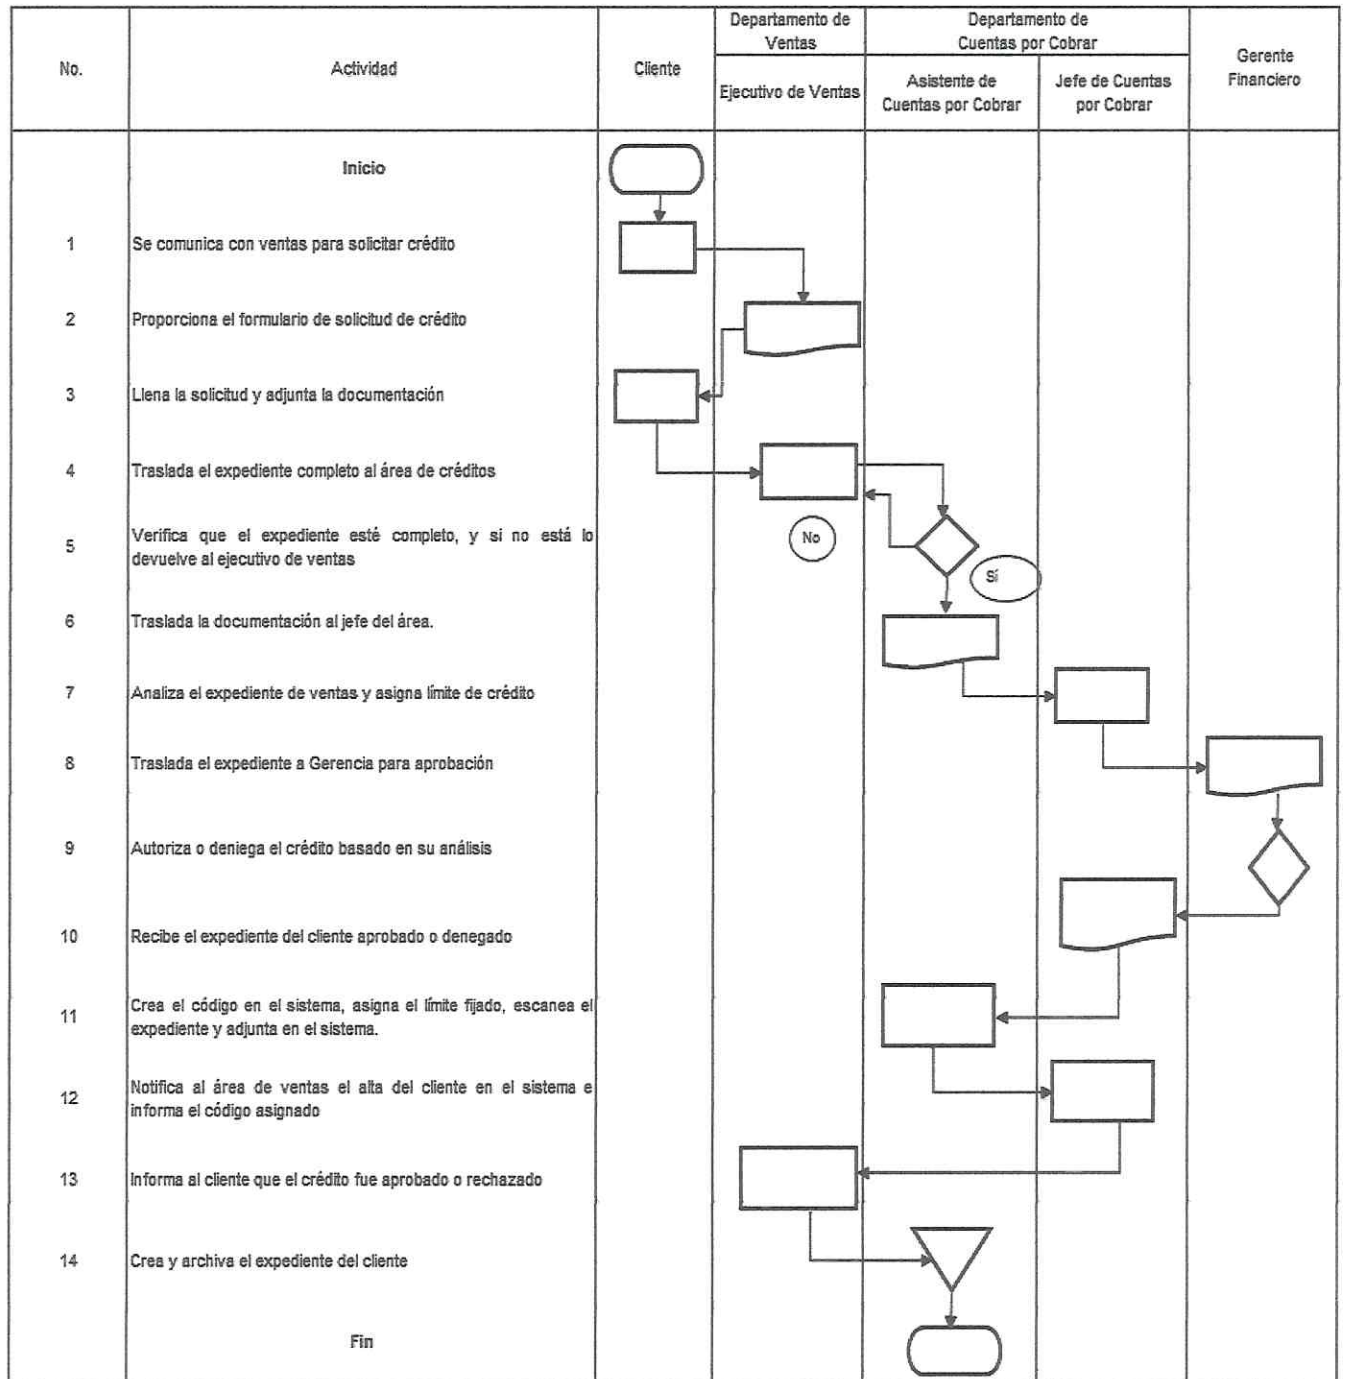 No.
Actividad
Cliente
Departamento de
Ventas
Ejecutivo de Ventas
Departamento de
Cuentas por Cobrar
Asistente de
Cuentas por Cobrar
Jefe de Cuentas
por Cobrar
Gerente
Financiero
Inicio
1
Se comunica con ventas para solicitar crédito
2
Proporciona el formulario de solicitud de crédito
3
Llena la solicitud y adjunta la documentación
4
Traslada el expediente completo al área de créditos
5
Verifica que el expediente esté completo, y si no está lo
devuelve al ejecutivo de ventas
No
Sí
6
Traslada la documentación al jefe del área.
7
Analiza el expediente de ventas y asigna límite de crédito
8
Traslada el expediente a Gerencia para aprobación
9
Autoriza o deniega el crédito basado en su análisis
10
Recibe el expediente del cliente aprobado o denegado
11
Crea el código en el sistema, asigna el límite fijado, escanea el
expediente y adjunta en el sistema.
12
Notifica al área de ventas el alta del cliente en el sistema e
informa el código asignado
13
Informa al cliente que el crédito fue aprobado o rechazado
14
Crea y archiva el expediente del cliente
Fin